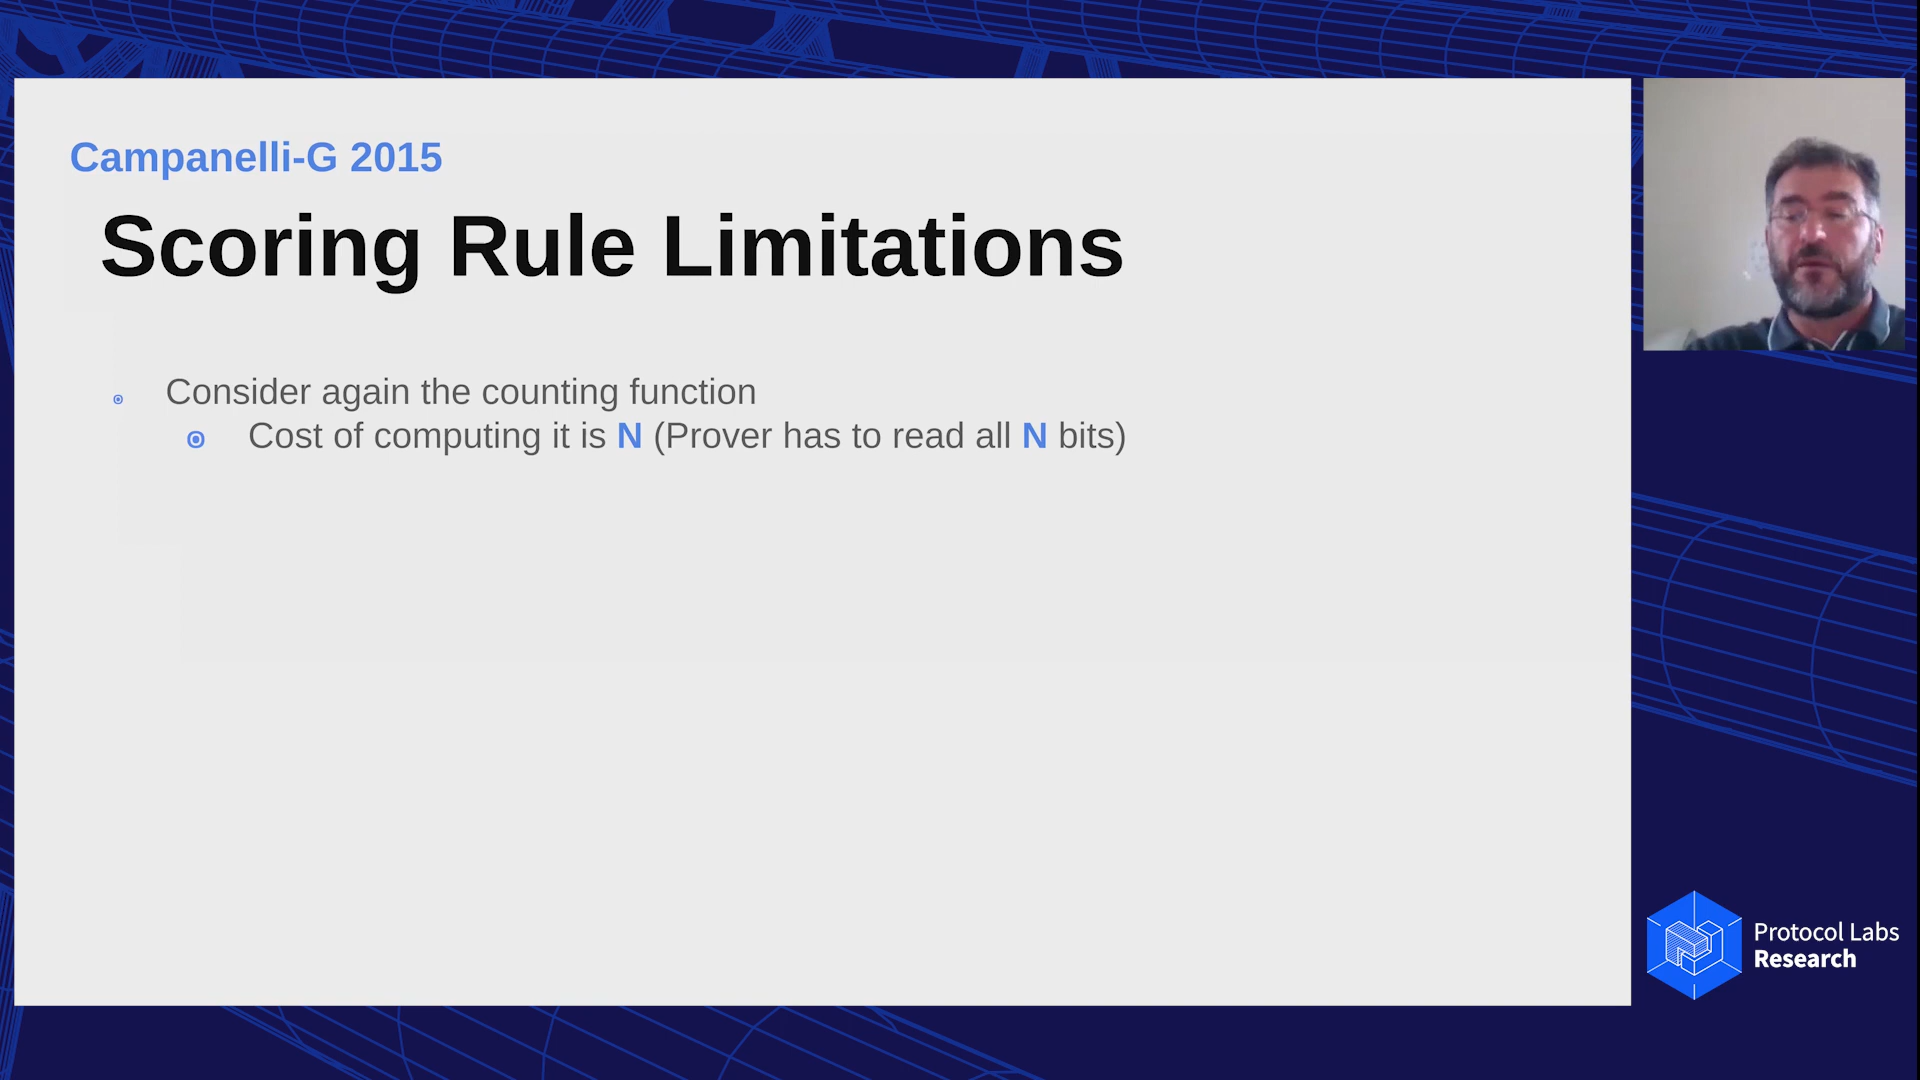 Campanelli-G 2015
Scoring Rule Limitations
Consider again the counting function
Cost of computing it is N (Prover has to read all N bits)
Protocol Labs
Research